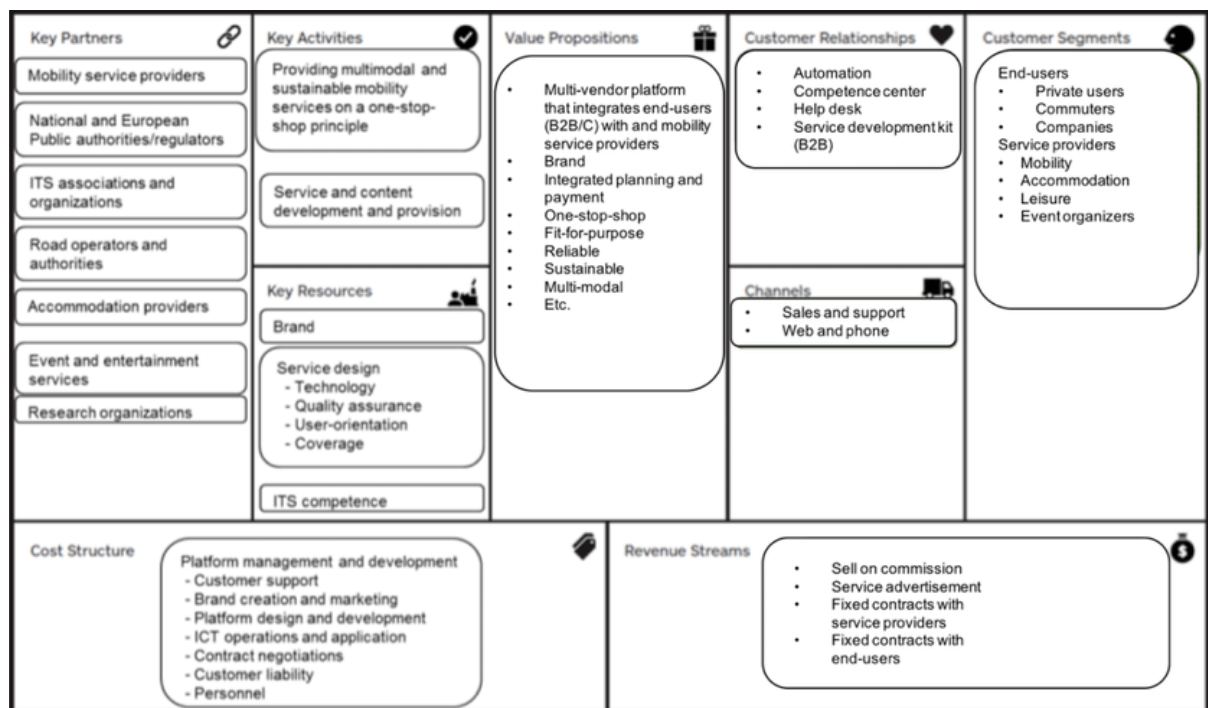 Key Partners
Mobility service providers
National and European
Public authorities/regulators
ITS associations and
organizations
Road operators and
authorities
Accommodation providers
Event and entertainment
services
Research organizations
Key Activities
Providing multimodal and
sustainable mobility
services on a one-stop-
shop principle
Service and content
development and provision
Key Resources
Brand
Service design
- Technology
- Quality assurance
- User-orientation
- Coverage
ITS competence
Value Propositions
• Multi-vendor platform
that integrates end-users
(B2B/C) with and mobility
service providers
• Brand
• Integrated planning and
payment
• One-stop-shop
• Fit-for-purpose
• Reliable
• Sustainable
• Multi-modal
• Etc.
Customer Relationships
• Automation
• Competence center
• Help desk
• Service development kit
(B2B)
Channels
• Sales and support
• Web and phone
Customer Segments
End-users
• Private users
• Commuters
• Companies
Service providers
• Mobility
• Accommodation
• Leisure
• Event organizers
Cost Structure
Platform management and development
- Customer support
- Brand creation and marketing
- Platform design and development
- ICT operations and application
- Contract negotiations
- Customer liability
- Personnel
Revenue Streams
• Sell on commission
• Service advertisement
• Fixed contracts with
service providers
• Fixed contracts with
end-users